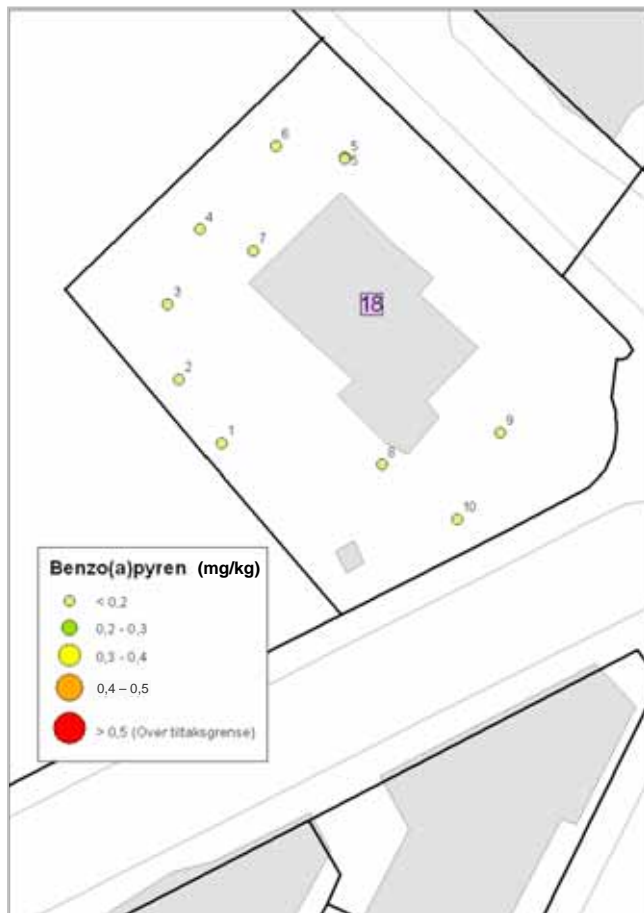 6
5
5
4
7
3
18
2
1
9
8
10
Benzo(a)pyren (mg/kg)
< 0,2
0,2 - 0,3
0,3 - 0,4
0,4 – 0,5
> 0,5 (Over tiltaksgrense)